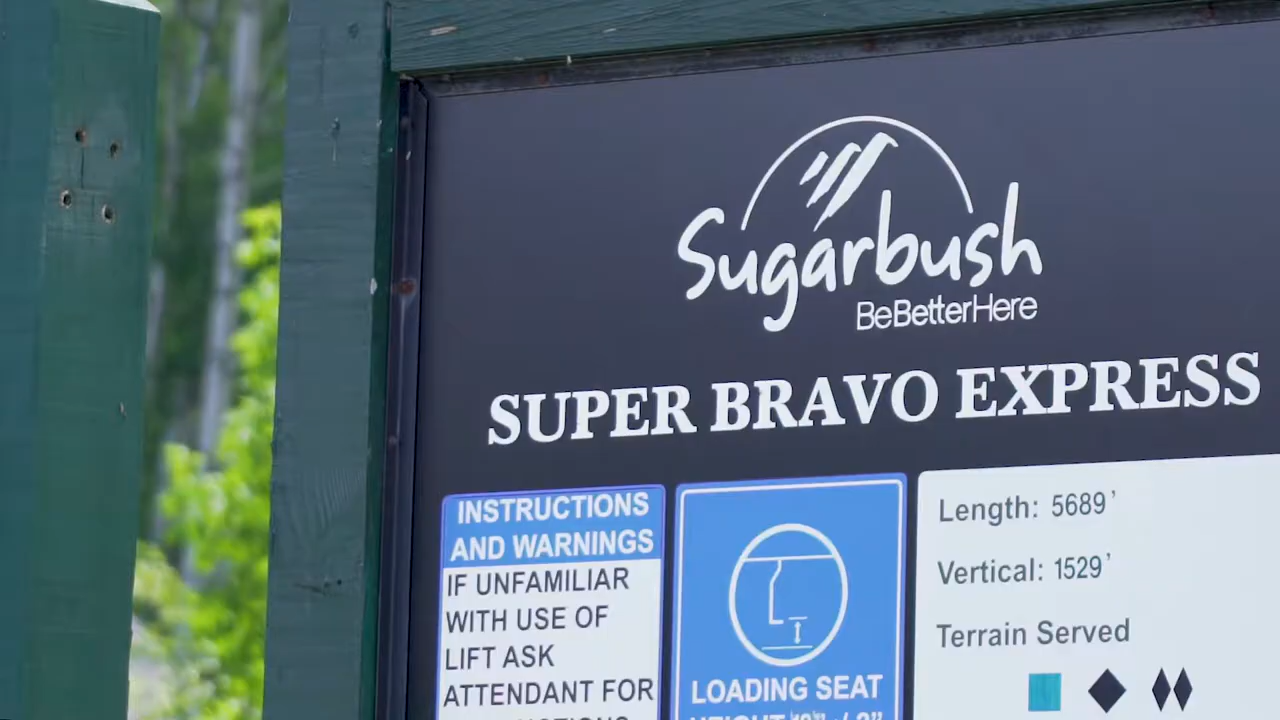 Sugarbush
BeBetterHere
SUPER BRAVO EXPRESS
INSTRUCTIONS
AND WARNINGS
IF UNFAMILIAR
WITH USE OF
LIFT ASK
ATTENDANT FOR
LOADING SEAT
HEIGHT
Length: 5689'
Vertical: 1529'
Terrain Served